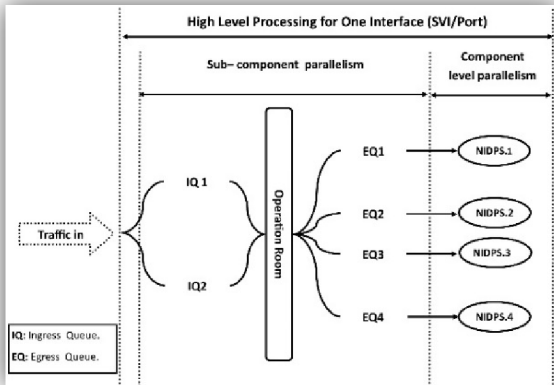 High Level Processing for One Interface (SVI/Port)
Sub– component parallelism
Component
level parallelism
Traffic in
IQ 1
IQ2
Operation Room
EQ1
EQ2
EQ3
EQ4
NIDPS.1
NIDPS.2
NIDPS.3
NIDPS.4
IQ: Ingress Queue.
EQ: Egress Queue.